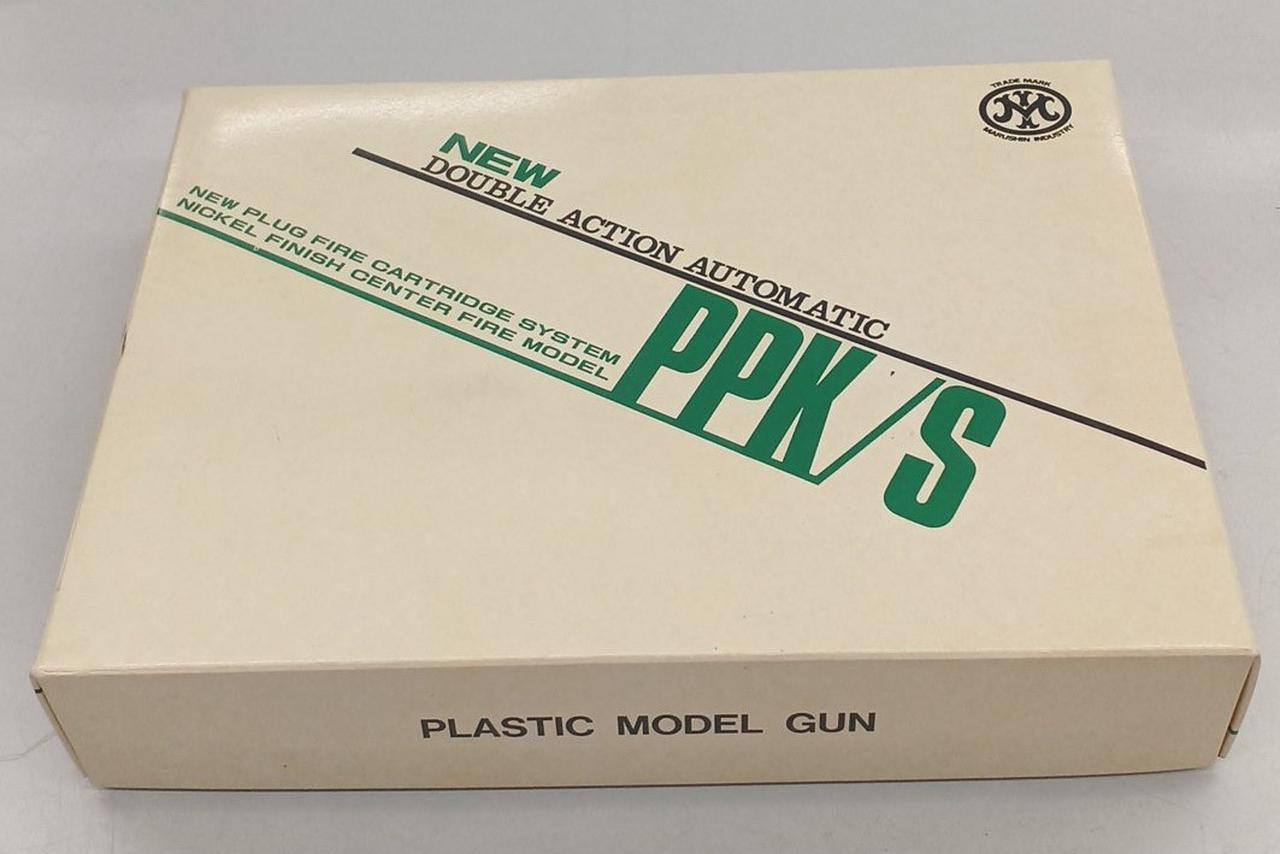 TRADE MARK
MARUSHIN INDUSTRY
NEW
DOUBLE ACTION AUTOMATIC
NEW PLUG FIRE CARTRIDGE SYSTEM
NICKEL FINISH CENTER FIRE MODEL
PPK/S
PLASTIC MODEL GUN